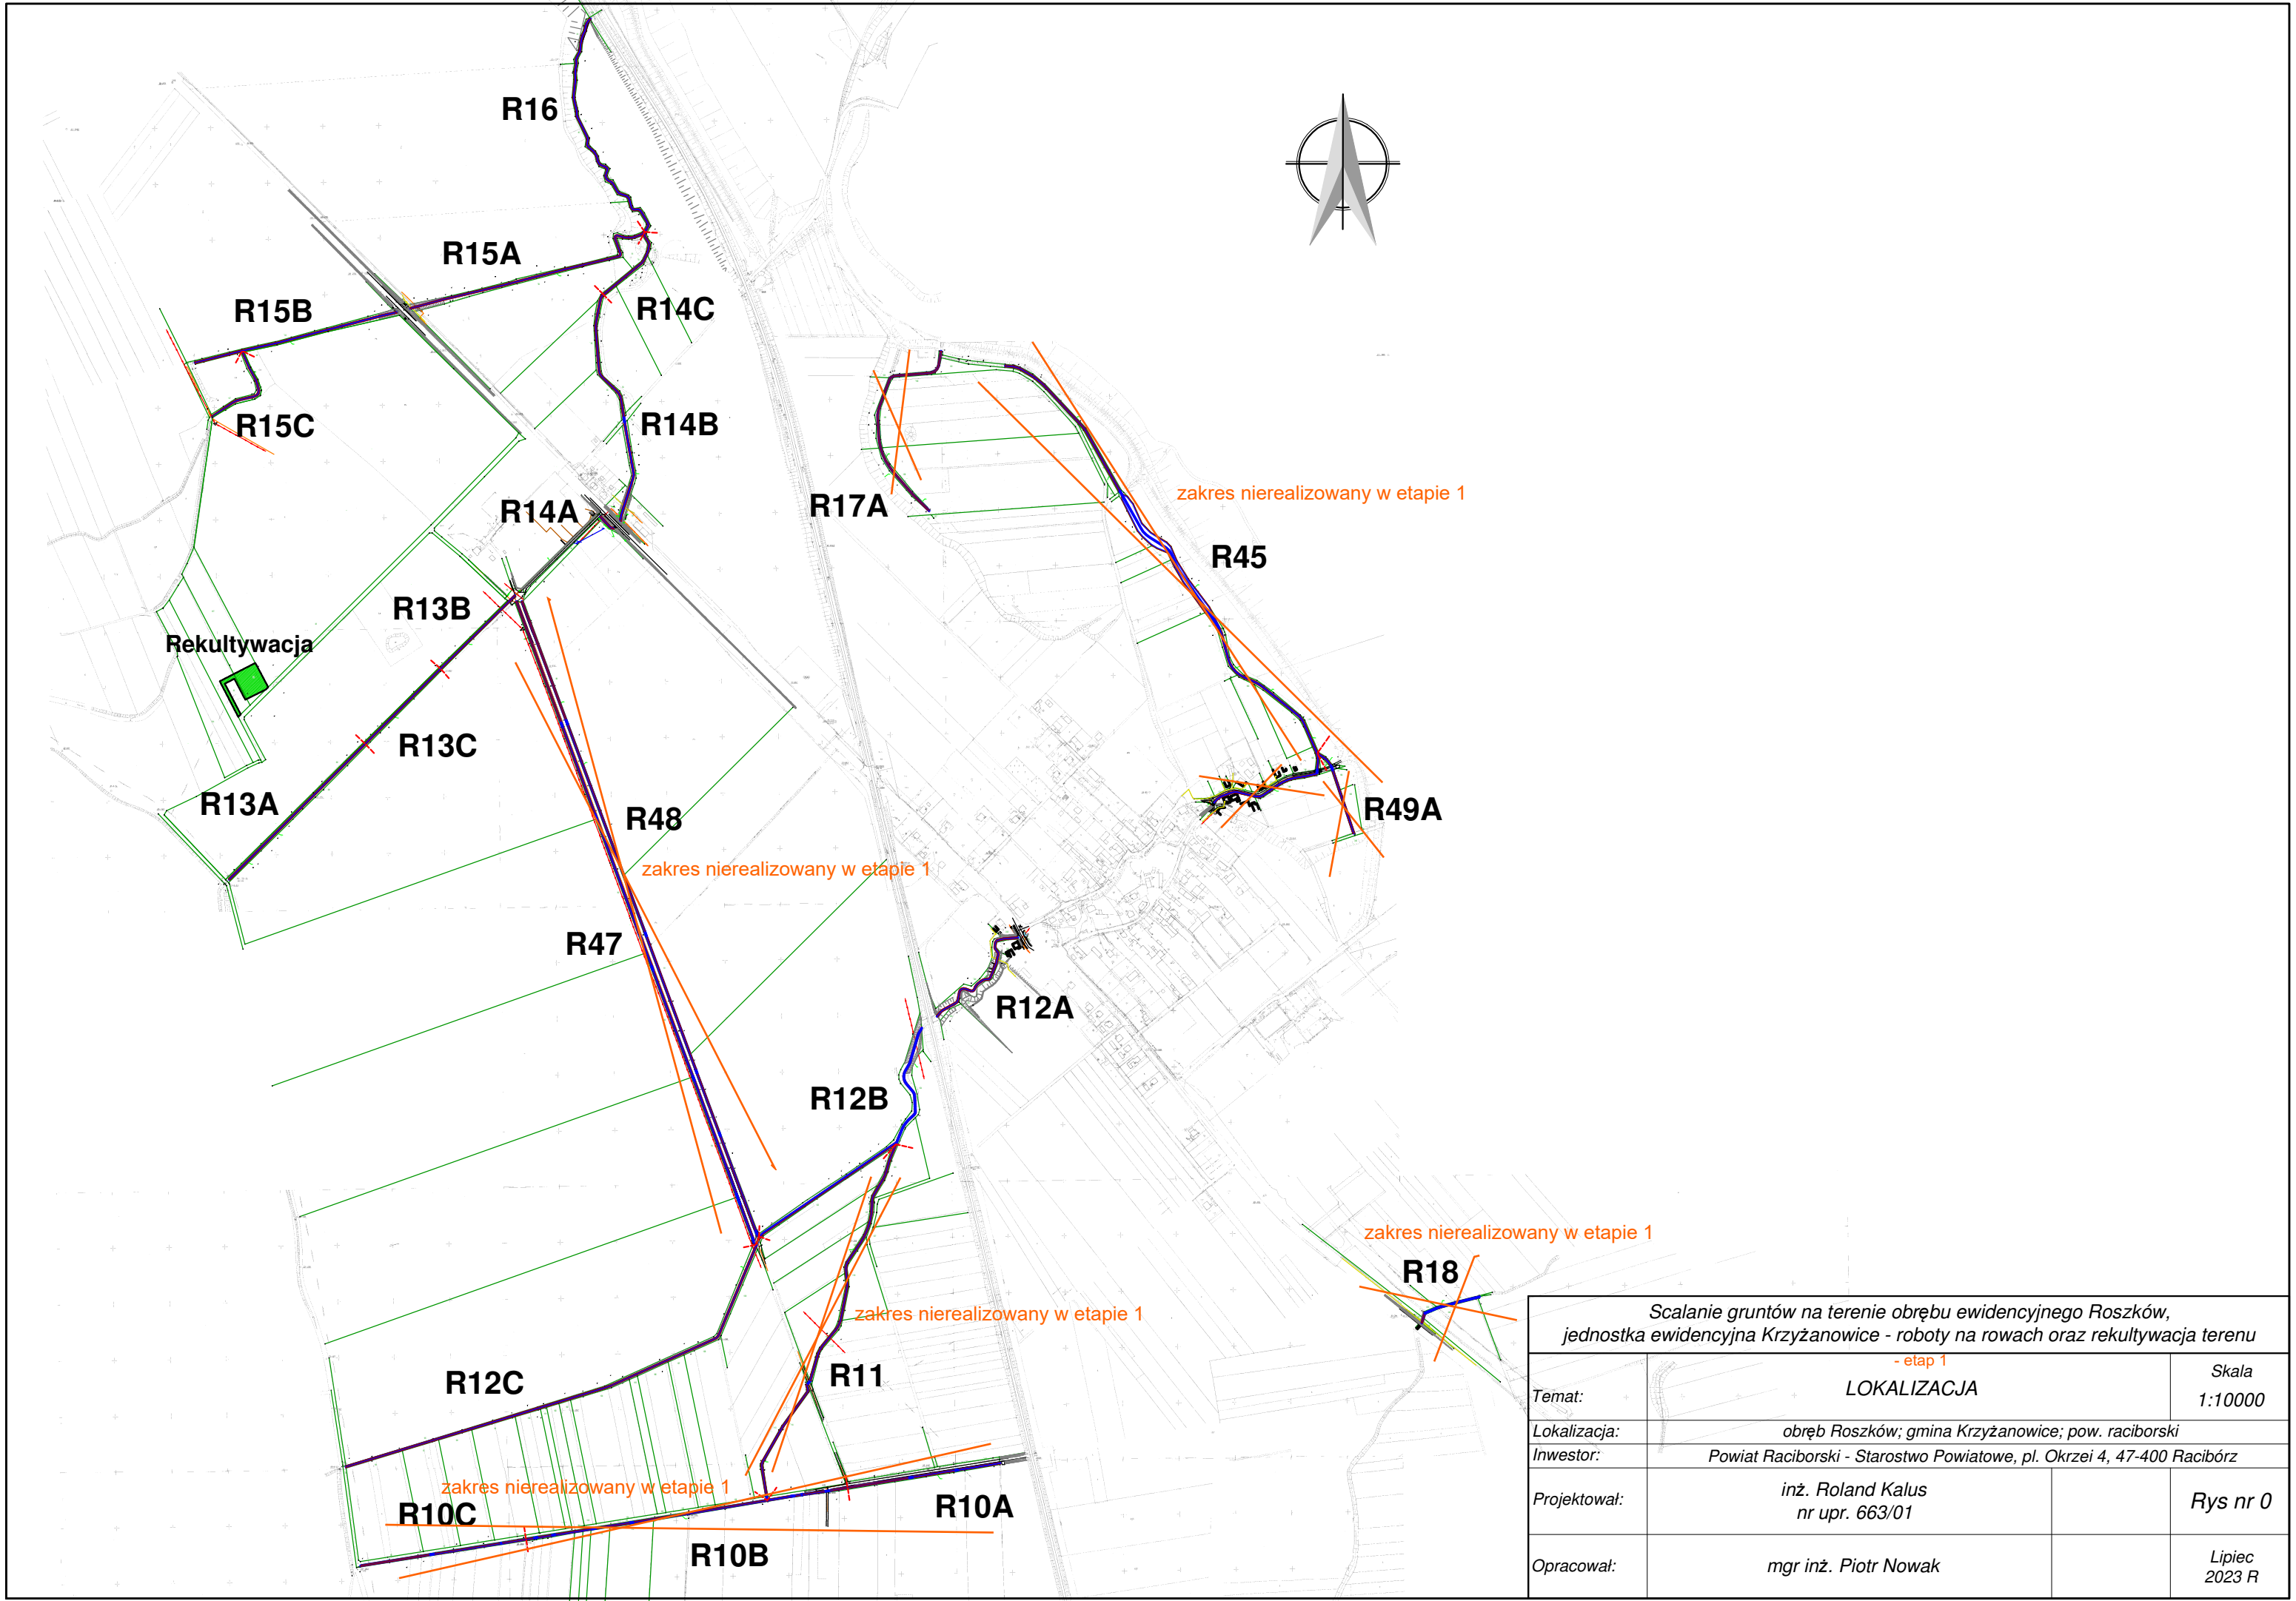 R16
R15A
R15B
R14C
R15C
R14B
R14A
R17A
zakres nierealizowany w etapie 1
R45
R13B
Rekultywacja
R13C
R13A
R48
R49A
zakres nierealizowany w etapie 1
R47
R12A
R12B
zakres nierealizowany w etapie 1
R18
zakres nierealizowany w etapie 1
R11
R12C
zakres nierealizowany w etapie 1
R10C
R10A
R10B
Scalanie gruntów na terenie obrębu ewidencyjnego Roszków,
jednostka ewidencyjna Krzyżanowice - roboty na rowach oraz rekultywacja terenu
- etap 1
Temat:
LOKALIZACJA
Skala
1:10000
Lokalizacja:
obręb Roszków; gmina Krzyżanowice; pow. raciborski
Inwestor:
Powiat Raciborski - Starostwo Powiatowe, pl. Okrzei 4, 47-400 Racibórz
Projektował:
inż. Roland Kalus
nr upr. 663/01
Rys nr 0
Opracował:
mgr inż. Piotr Nowak
Lipiec
2023 R